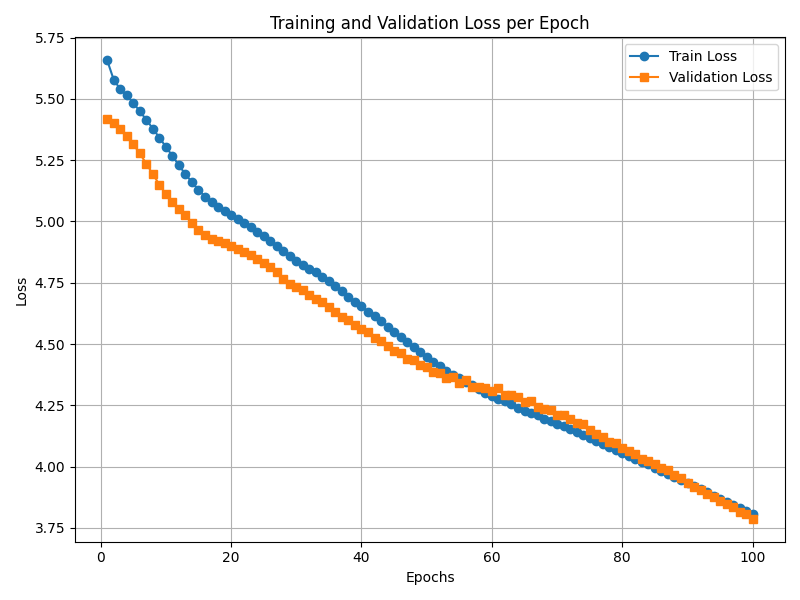 Training and Validation Loss per Epoch
Train Loss
Validation Loss
5.75
5.50
5.25
5.00
4.75
4.50
4.25
4.00
3.75
Loss
0 20 40 60 80 100
Epochs